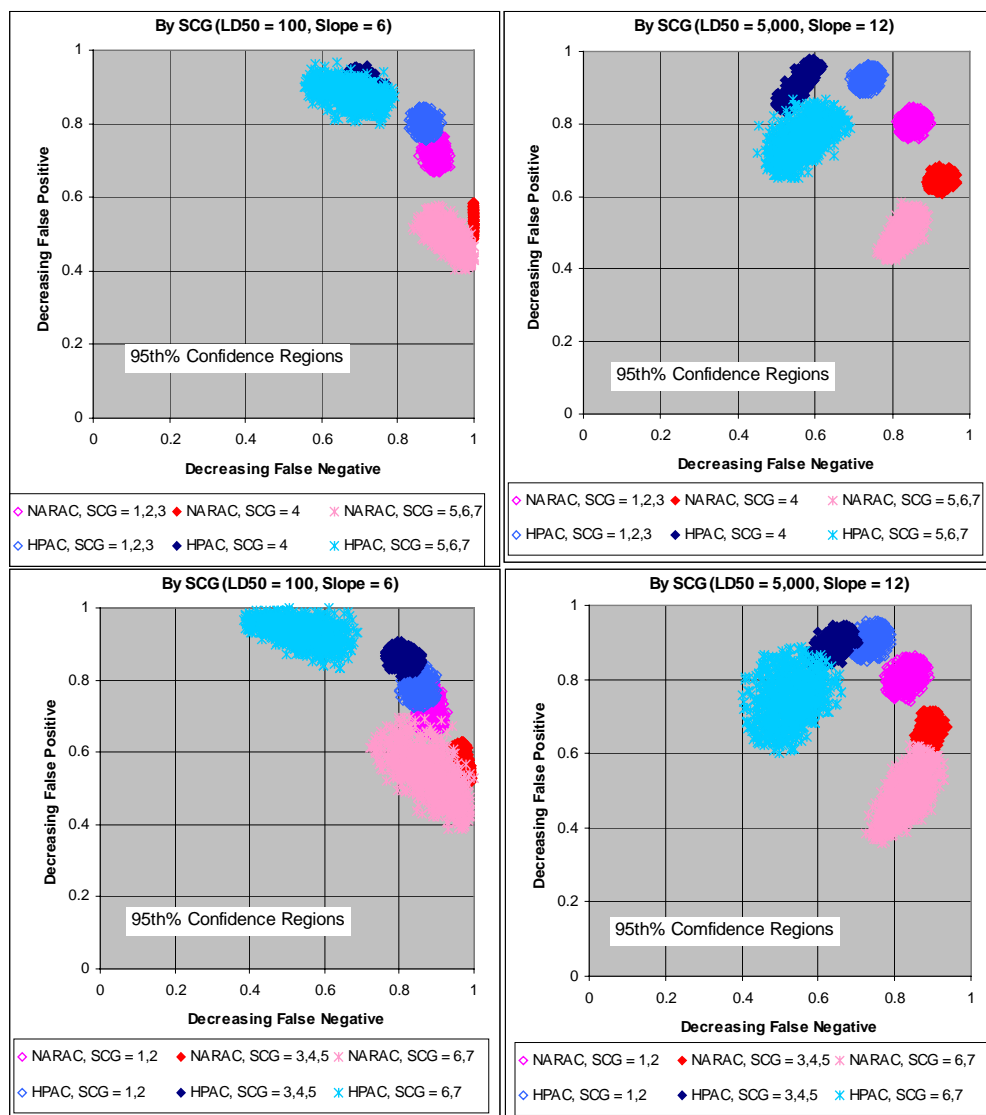 By SCG (LD50 = 100, Slope = 6)
Decreasing False Positive
1
0.8
0.6
0.4
0.2
0
95th% Confidence Regions
0 0.2 0.4 0.6 0.8 1
Decreasing False Negative
NARAC, SCG = 1,2,3 NARAC, SCG = 4 NARAC, SCG = 5,6,7
HPAC, SCG = 1,2,3 HPAC, SCG = 4 HPAC, SCG = 5,6,7
By SCG (LD50 = 5,000, Slope = 12)
Decreasing False Positive
1
0.8
0.6
0.4
0.2
0
95th% Confidence Regions
0 0.2 0.4 0.6 0.8 1
Decreasing False Negative
NARAC, SCG = 1,2,3 NARAC, SCG = 4 NARAC, SCG = 5,6,7
HPAC, SCG = 1,2,3 HPAC, SCG = 4 HPAC, SCG = 5,6,7
By SCG (LD50 = 100, Slope = 6)
Decreasing False Positive
1
0.8
0.6
0.4
0.2
0
95th% Confidence Regions
0 0.2 0.4 0.6 0.8 1
Decreasing False Negative
NARAC, SCG = 1,2 NARAC, SCG = 3,4,5 NARAC, SCG = 6,7
HPAC, SCG = 1,2 HPAC, SCG = 3,4,5 HPAC, SCG = 6,7
By SCG (LD50 = 5,000, Slope = 12)
Decreasing False Positive
1
0.8
0.6
0.4
0.2
0
95th% Comfidence Regions
0 0.2 0.4 0.6 0.8 1
Decreasing False Negative
NARAC, SCG = 1,2 NARAC, SCG = 3,4,5 NARAC, SCG = 6,7
HPAC, SCG = 1,2 HPAC, SCG = 3,4,5 HPAC, SCG = 6,7